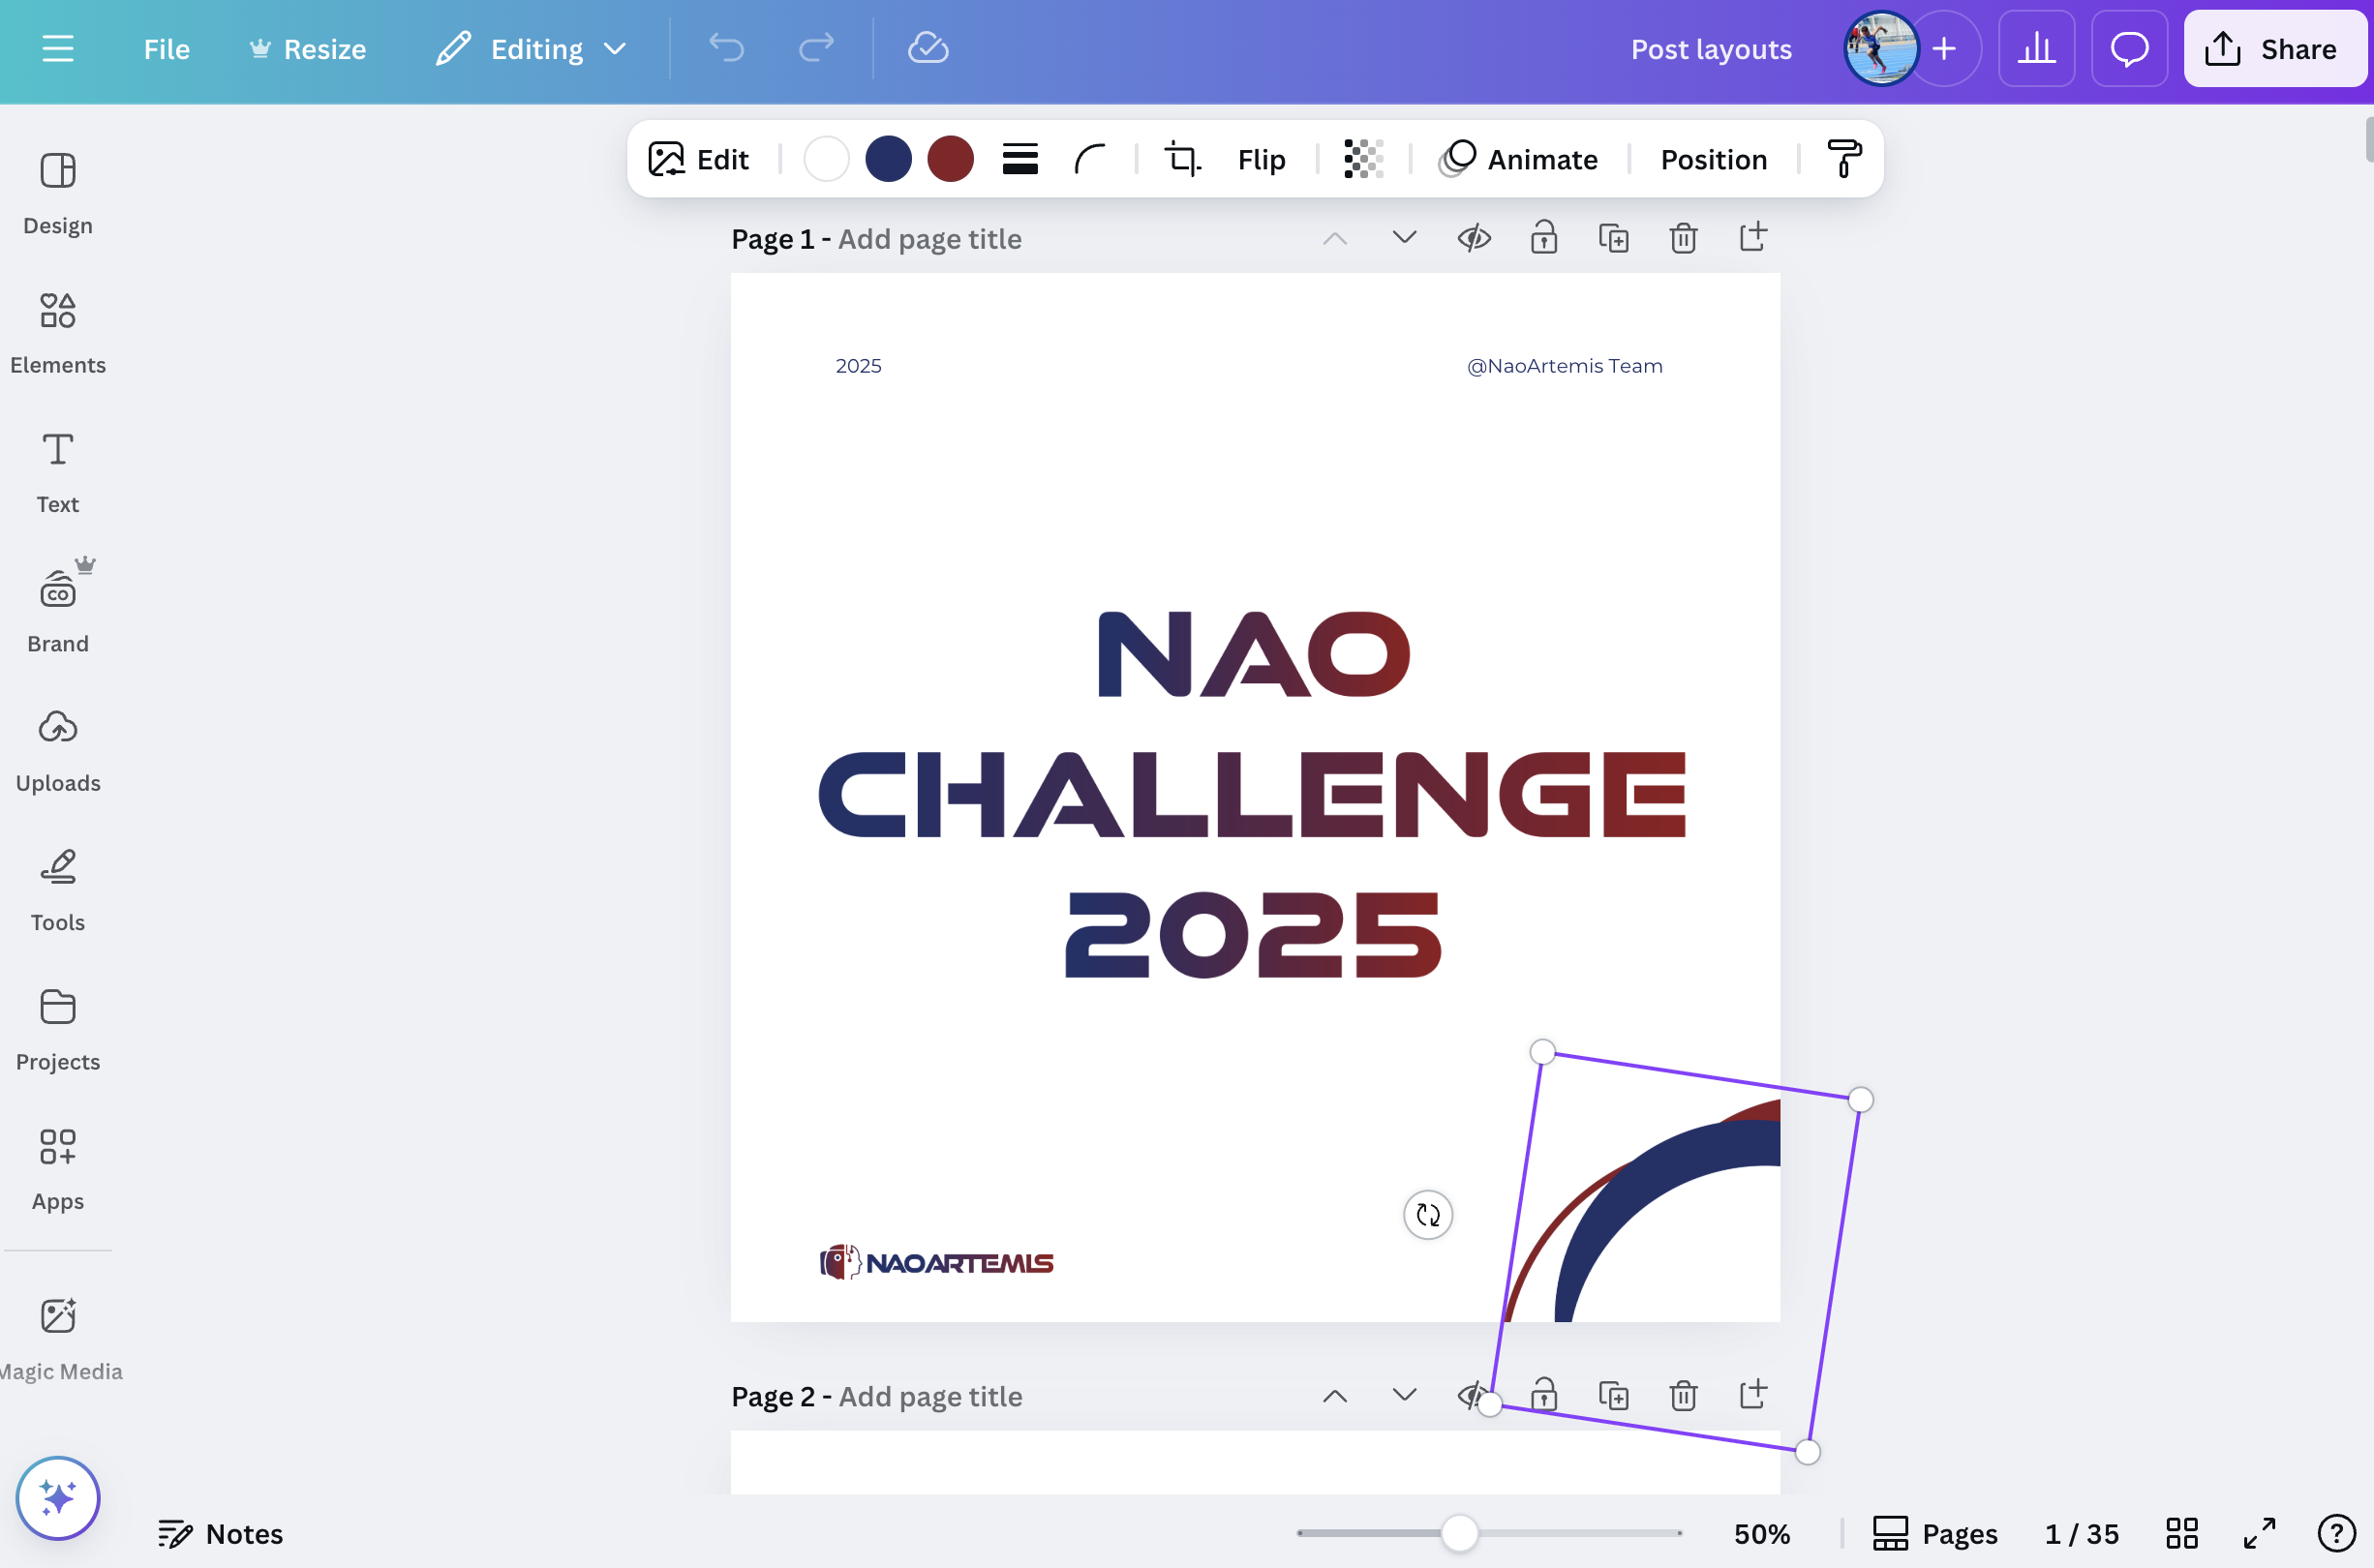 File
Resize
Editing
Post layouts
Share
Edit
Flip
Animate
Position
Design
Elements
Text
CO
Brand
Uploads
Tools
Projects
Apps
Magic Media
Page 1 - Add page title
2025
@NaoArtemis Team
NAO
CHALLENGE
2025
NAOARTEMIS
Page 2 - Add page title
Notes
50%
Pages
1 / 35